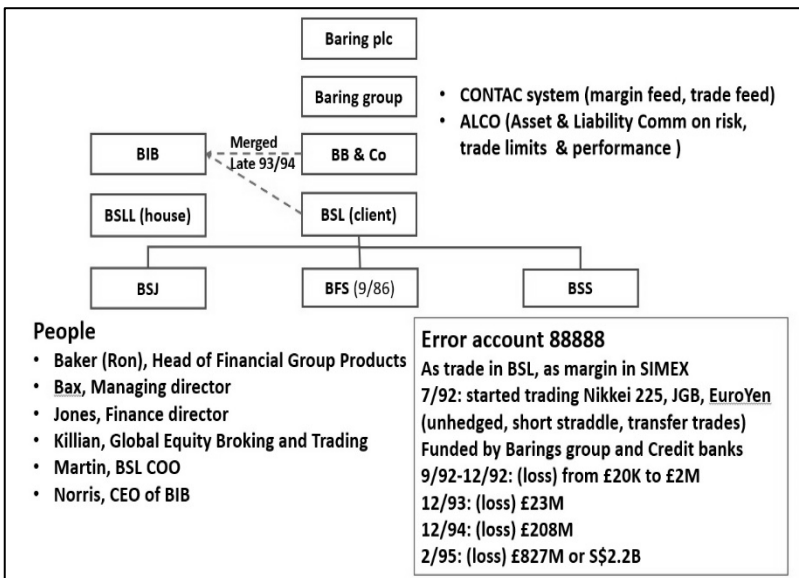 Baring plc
Baring group
• CONTAC system (margin feed, trade feed)
• ALCO (Asset & Liability Comm on risk,
trade limits & performance )
BIB
Merged
Late 93/94
BB & Co
BSLL (house)
BSL (client)
BSJ
BFS (9/86)
BSS
People
• Baker (Ron), Head of Financial Group Products
• Bax, Managing director
• Jones, Finance director
• Killian, Global Equity Broking and Trading
• Martin, BSL COO
• Norris, CEO of BIB
Error account 88888
As trade in BSL, as margin in SIMEX
7/92: started trading Nikkei 225, JGB, EuroYen
(unhedged, short straddle, transfer trades)
Funded by Barings group and Credit banks
9/92-12/92: (loss) from £20K to £2M
12/93: (loss) £23M
12/94: (loss) £208M
2/95: (loss) £827M or S$2.2B